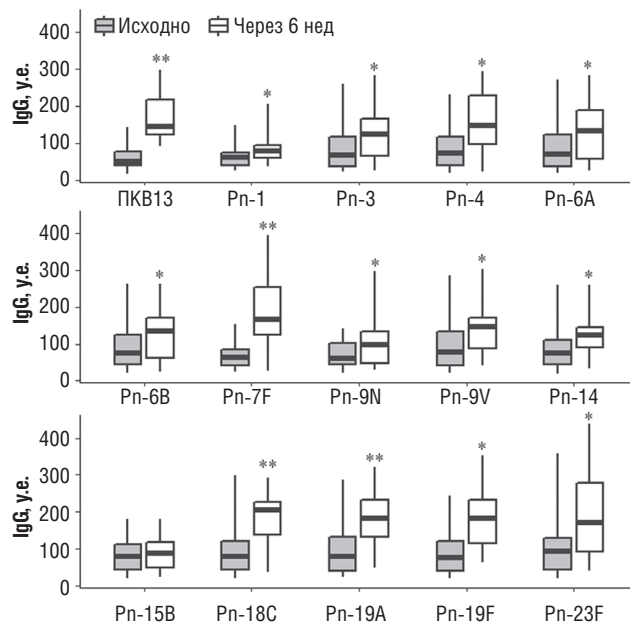 Исходно Через 6 нед
IgG, у.е.
400
300
200
100
0
** * * * *
ПКВ13 Pn-1 Pn-3 Pn-4 Pn-6A
IgG, у.е.
400
300
200
100
0
* ** * * *
Pn-6B Pn-7F Pn-9N Pn-9V Pn-14
IgG, у.е.
400
300
200
100
0
** ** * *
Pn-15B Pn-18C Pn-19A Pn-19F Pn-23F